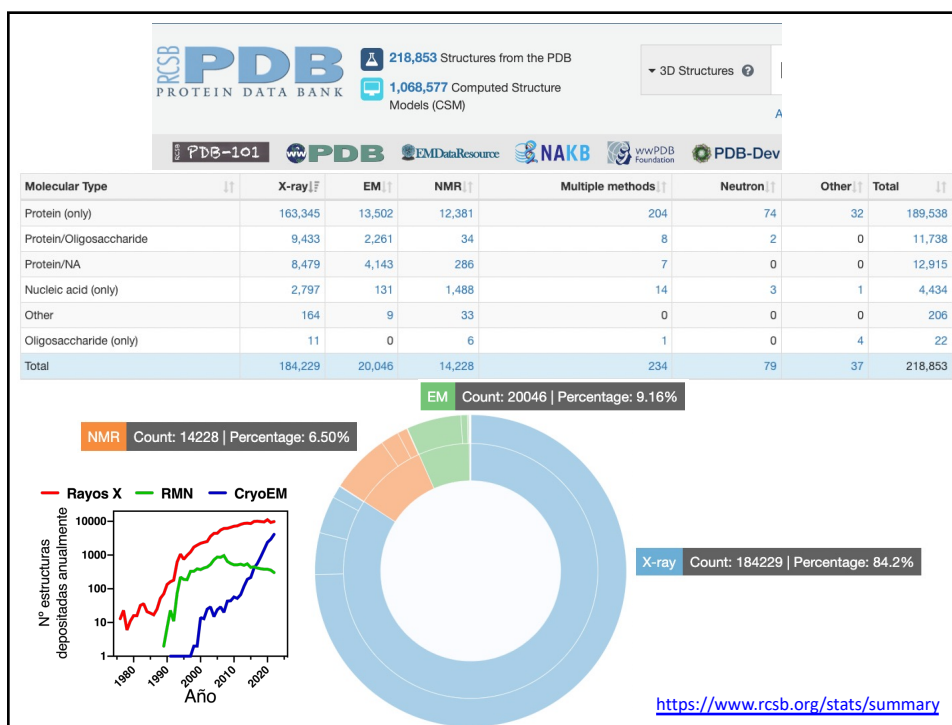 RCSB
PDB
PROTEIN DATA BANK
218,853 Structures from the PDB
1,068,577 Computed Structure
Models (CSM)
3D Structures ?
A
RCSB PDB-101
WW PDB
EMDataResource
NAKB
wwPDB
Foundation
PDB-Dev
Molecular Type X-ray EM NMR Multiple methods Neutron Other Total
Protein (only) 163,345 13,502 12,381 204 74 32 189,538
Protein/Oligosaccharide 9,433 2,261 34 8 2 0 11,738
Protein/NA 8,479 4,143 286 7 0 0 12,915
Nucleic acid (only) 2,797 131 1,488 14 3 1 4,434
Other 164 9 33 0 0 0 206
Oligosaccharide (only) 11 0 6 1 0 4 22
Total 184,229 20,046 14,228 234 79 37 218,853
EM Count: 20046 | Percentage: 9.16%
NMR Count: 14228 | Percentage: 6.50%
Rayos X RMN CryoEM
Nº estructuras
depositadas anualmente
10000
1000
100
10
1
1980 1990 2000 2010 2020
Año
X-ray Count: 184229 | Percentage: 84.2%
https://www.rcsb.org/stats/summary